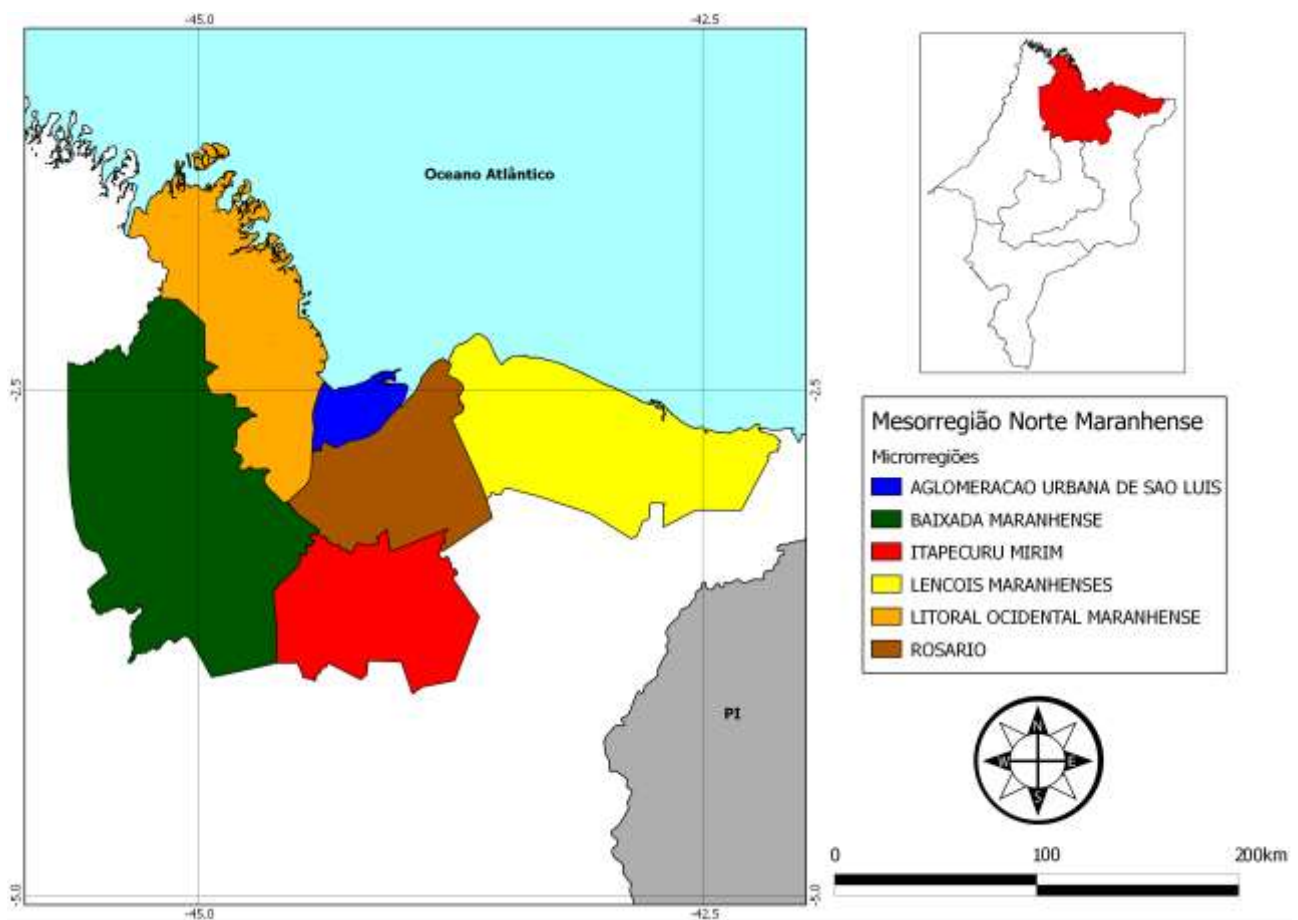 -45.0
-42.5
Oceano Atlântico
-2.5
-2.5
PI
-5.0
-5.0
-45.0
-42.5
Mesorregião Norte Maranhense
Microrregiões
AGLOMERACAO URBANA DE SAO LUIS
BAIXADA MARANHENSE
ITAPECURU MIRIM
LENCOIS MARANHENSES
LITORAL OCIDENTAL MARANHENSE
ROSARIO
N
W
E
S
0
100
200km